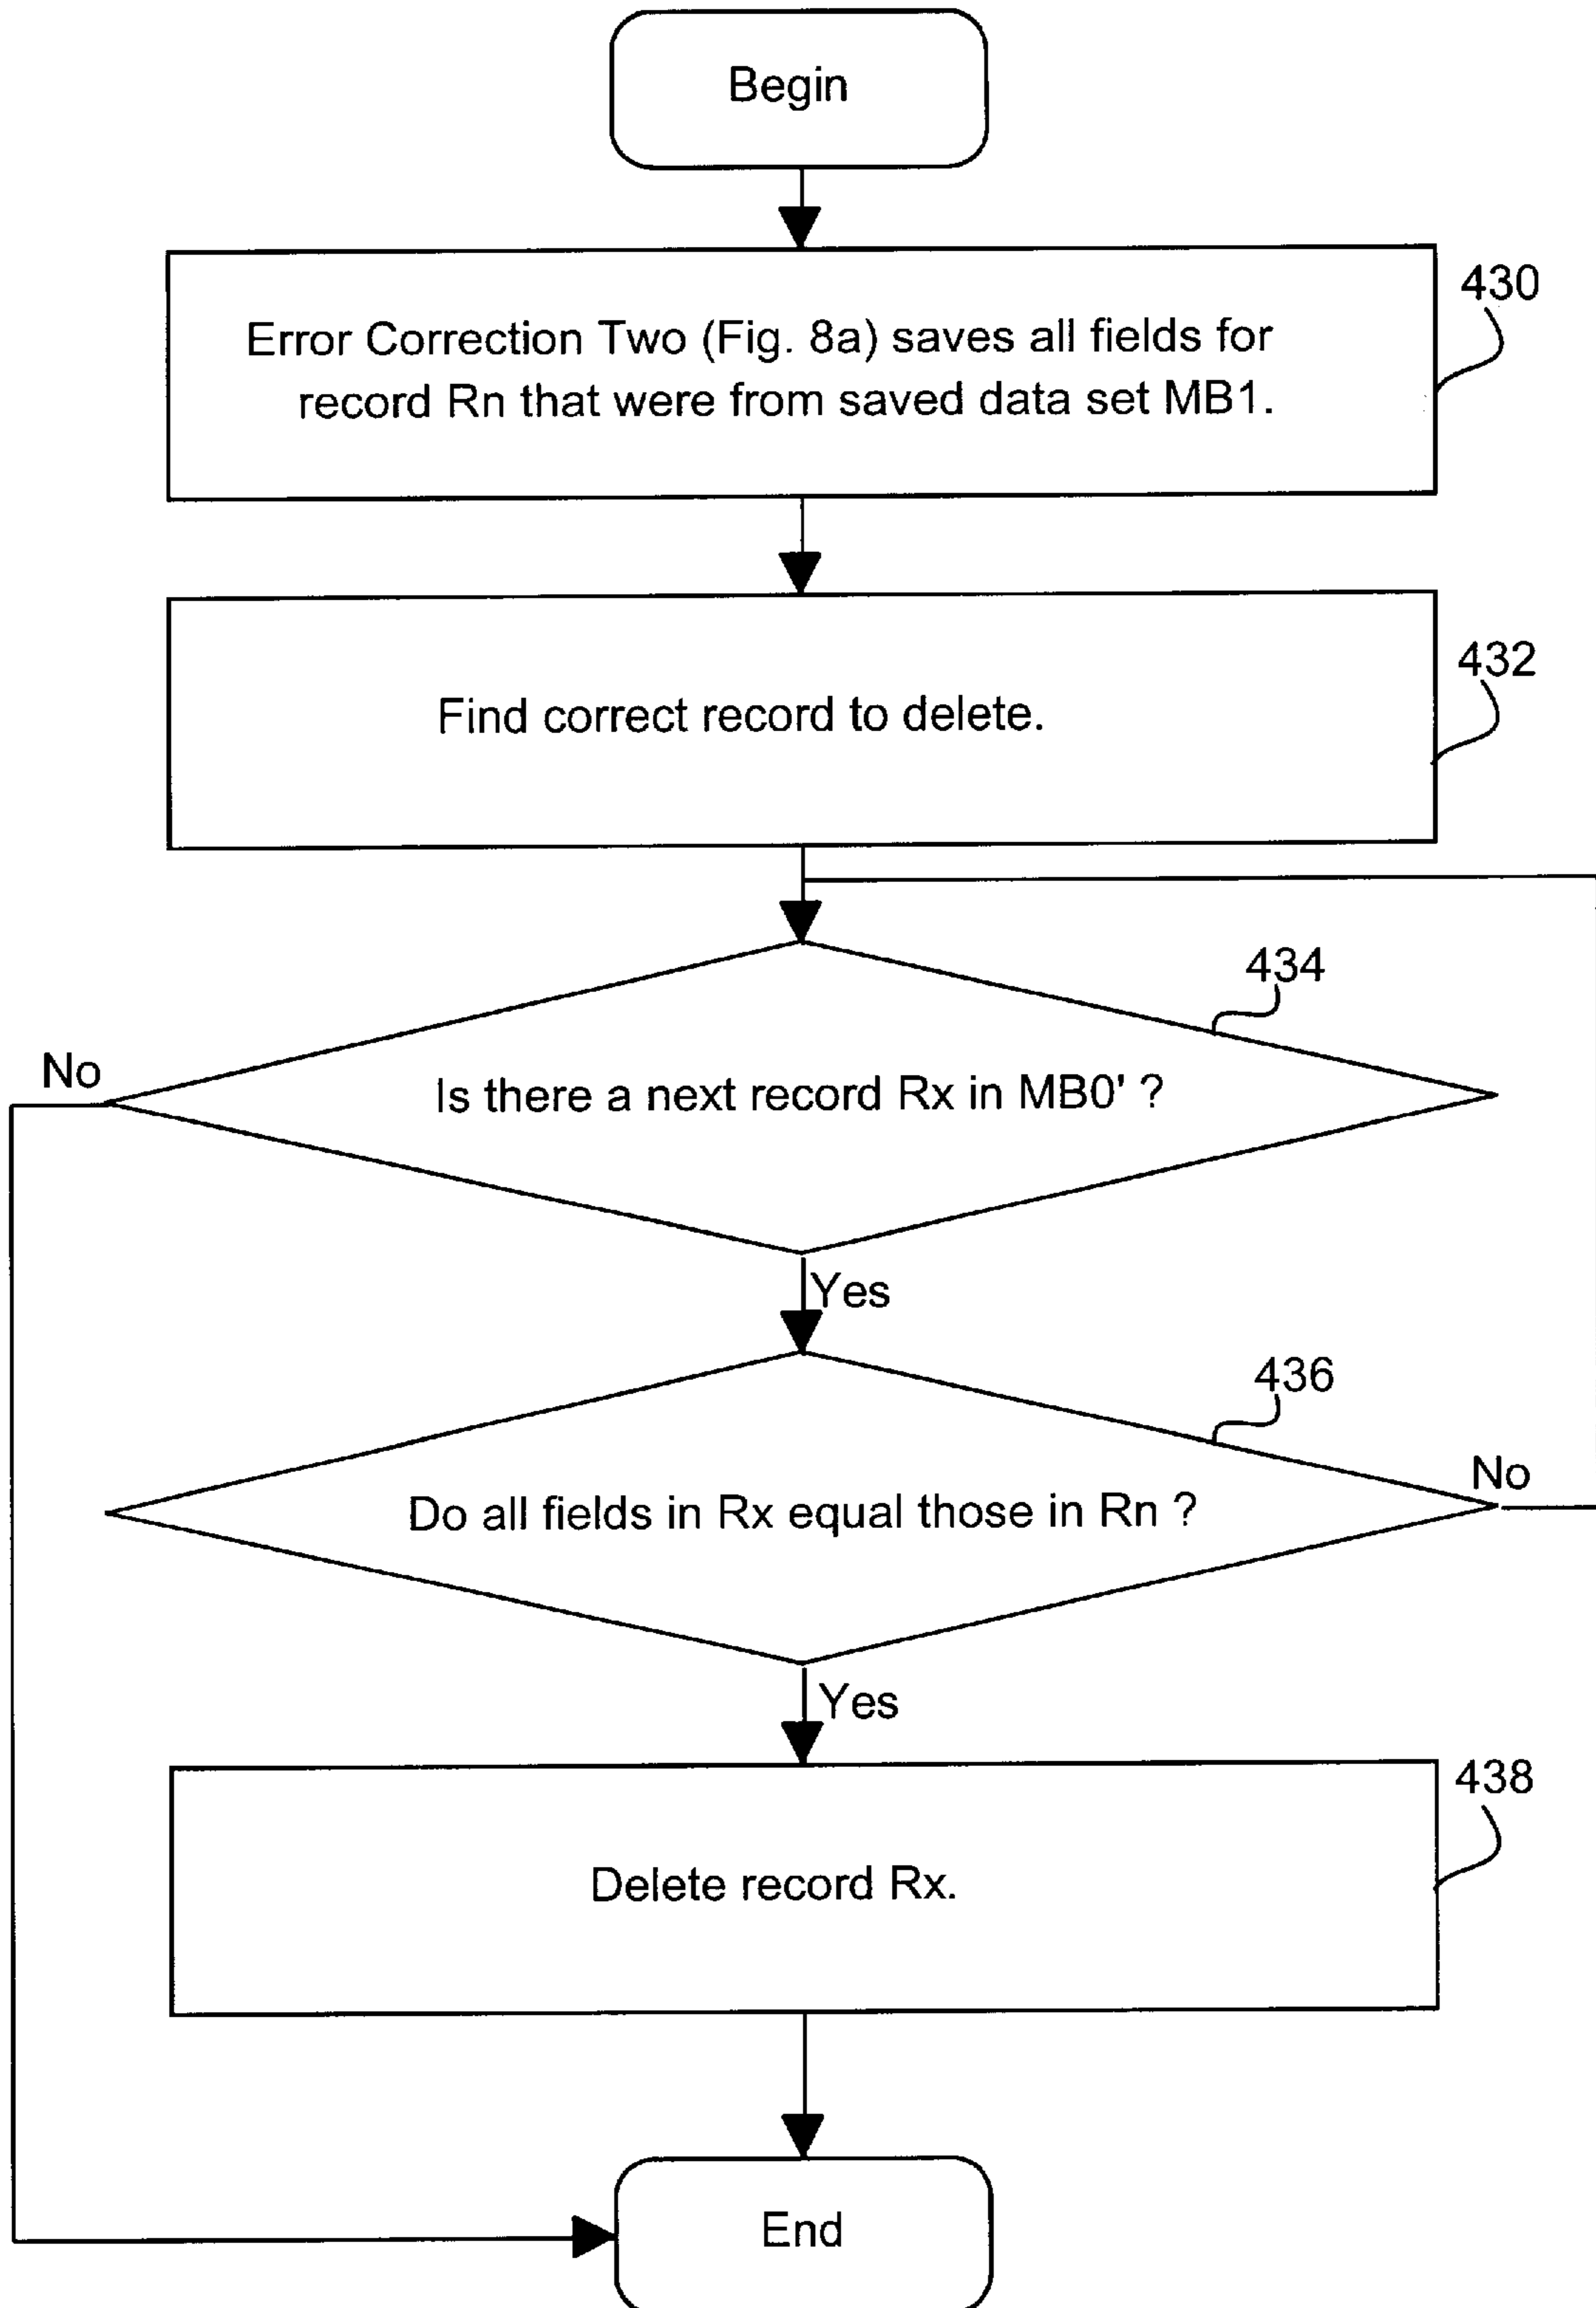 Begin
430
Error Correction Two (Fig. 8a) saves all fields for
record Rn that were from saved data set MB1.
432
Find correct record to delete.
434
No
Is there a next record Rx in MB0' ?
Yes
436
No
Do all fields in Rx equal those in Rn ?
Yes
438
Delete record Rx.
End